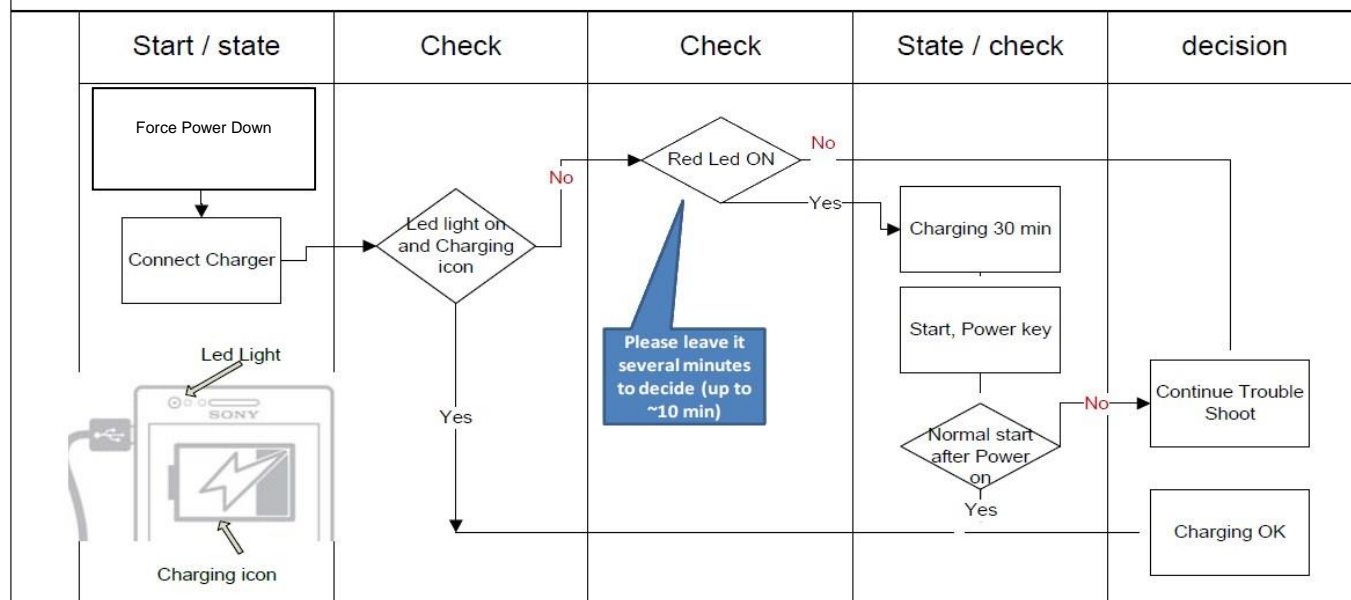 Start / state
Check
Check
State / check
decision
Force Power Down
Connect Charger
Led light on
and Charging
icon
No
Yes
Red Led ON
No
Yes
Please leave it
several minutes
to decide (up to
~10 min)
Charging 30 min
Start, Power key
Normal start
after Power
on
No
Yes
Continue Trouble
Shoot
Charging OK
Led Light
SONY
Charging icon